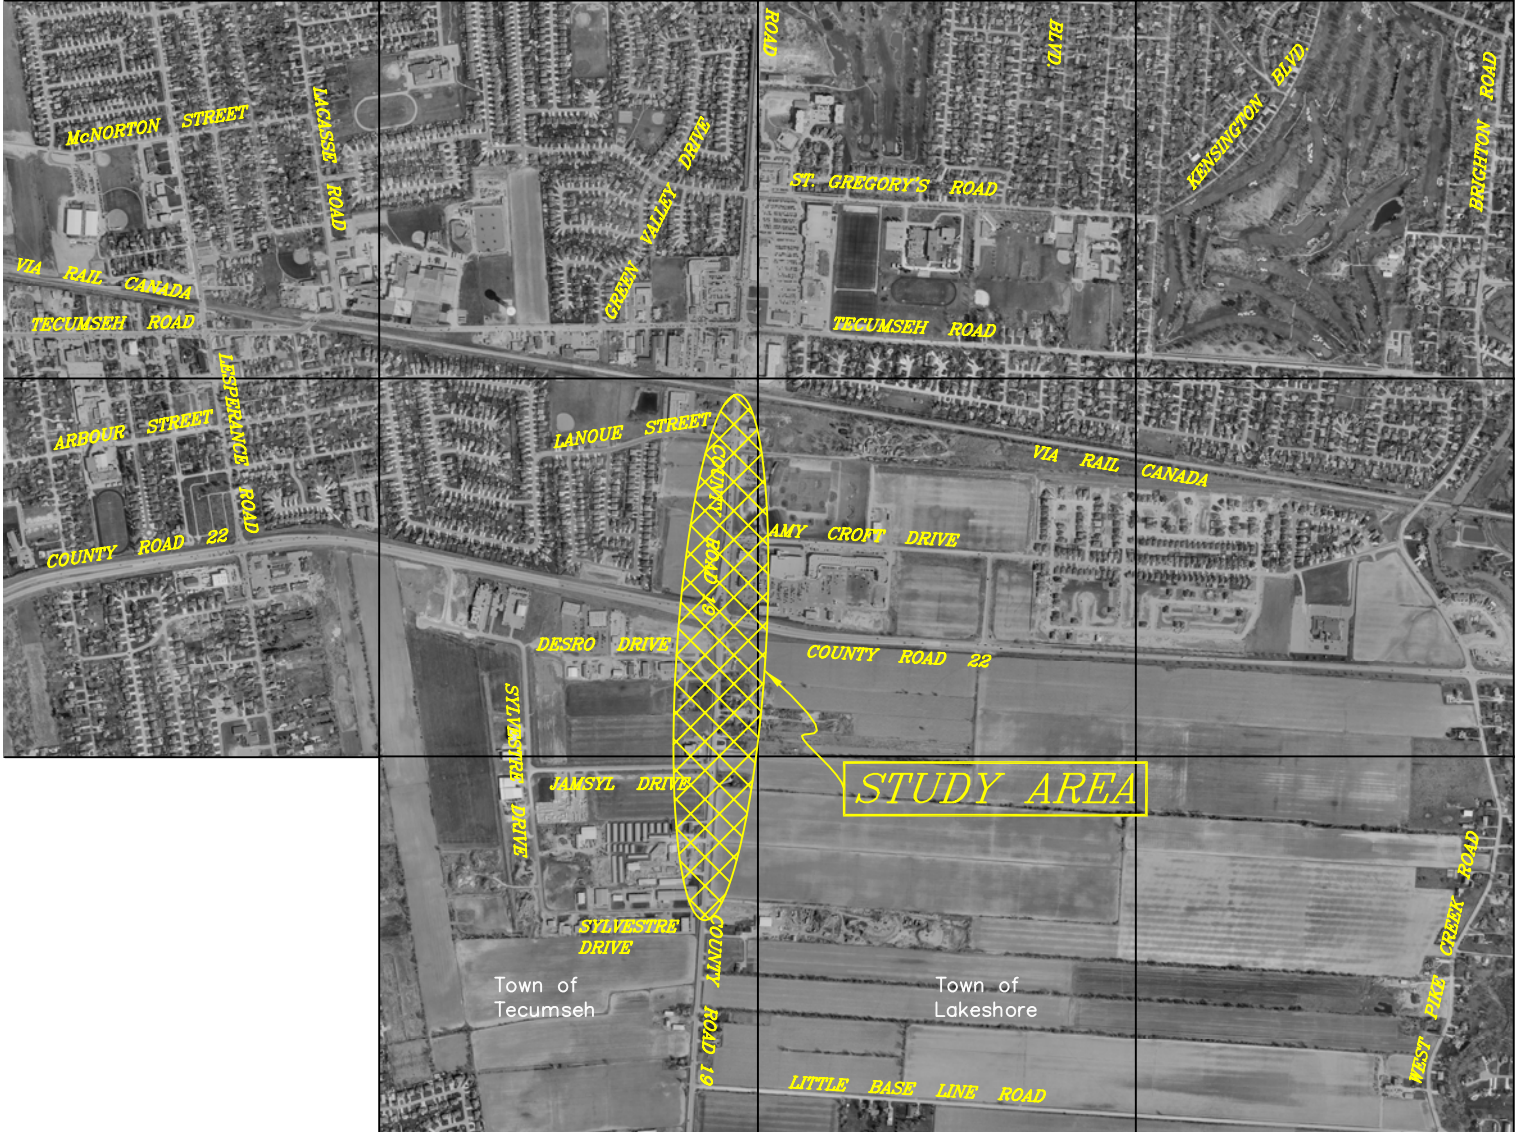 ROAD
BLVD.
KENSINGTON BLVD.
BRIGHTON ROAD
McNORTON STREET
LACASSE ROAD
GREEN VALLEY DRIVE
ST. GREGORY'S ROAD
VIA RAIL CANADA
TECUMSEH ROAD
TECUMSEH ROAD
LESPERANCE ROAD
ARBOUR STREET
LANOUE STREET
COUNTY ROAD 19
VIA RAIL CANADA
COUNTY ROAD 22
AMY CROFT DRIVE
DESRO DRIVE
COUNTY ROAD 22
SYLVESTRE DRIVE
JAMSYL DRIVE
STUDY AREA
WEST PIKE CREEK ROAD
SYLVESTRE
DRIVE
COUNTY ROAD 19
Town of
Tecumseh
Town of
Lakeshore
LITTLE BASE LINE ROAD